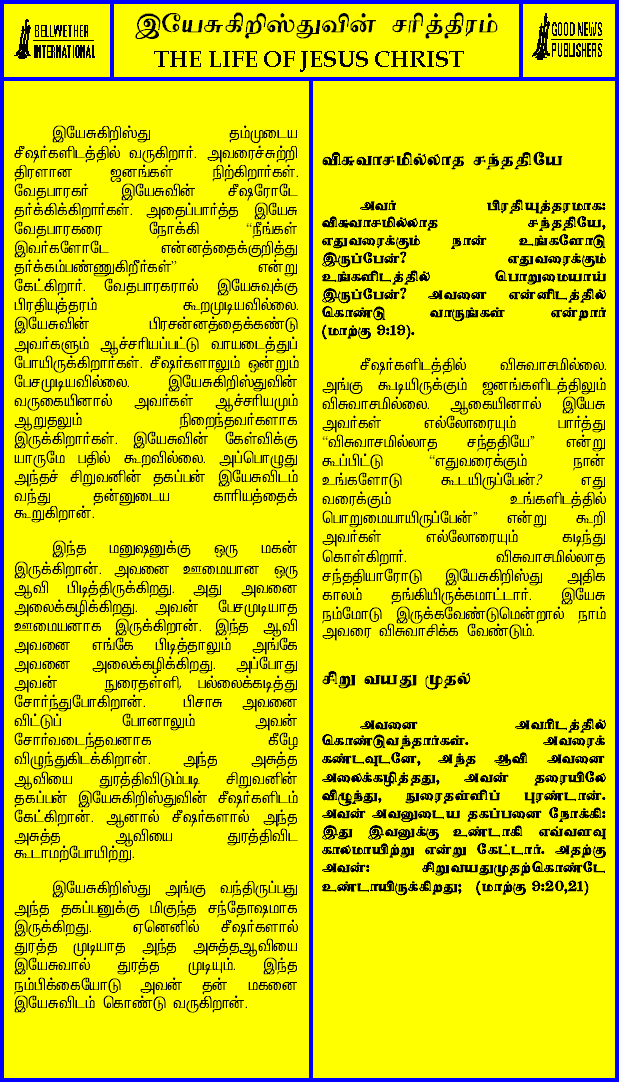 BELLWETHER
INTERNATIONAL
இயேசுகிறிஸ்துவின் சரித்திரம்
THE LIFE OF JESUS CHRIST
GOOD NEWS
PUBLISHERS
இயேசுகிறிஸ்து தம்முடைய
சீஷர்களிடத்தில் வருகிறார். அவரைச்சுற்றி
திரளான ஜனங்கள் நிற்கிறார்கள்.
வேதபாரகர் இயேசுவின் சீஷரோடே
தர்க்கிக்கிறார்கள். அதைப்பார்த்த இயேசு
வேதபாரகரை நோக்கி “நீங்கள்
இவர்களோடே என்னத்தைக்குறித்து
தர்க்கம்பண்ணுகிறீர்கள்” என்று
கேட்கிறார். வேதபாரகரால் இயேசுவுக்கு
பிரதியுத்தரம் கூறமுடியவில்லை.
இயேசுவின் பிரசன்னத்தைக்கண்டு
அவர்களும் ஆச்சரியப்பட்டு வாயடைத்துப்
போயிருக்கிறார்கள். சீஷர்களாலும் ஒன்றும்
பேசமுடியவில்லை. இயேசுகிறிஸ்துவின்
வருகையினால் அவர்கள் ஆச்சரியமும்
ஆறுதலும் நிறைந்தவர்களாக
இருக்கிறார்கள். இயேசுவின் கேள்விக்கு
யாருமே பதில் கூறவில்லை. அப்பொழுது
அந்தச் சிறுவனின் தகப்பன் இயேசுவிடம்
வந்து தன்னுடைய காரியத்தைக்
கூறுகிறான்.
இந்த மனுஷனுக்கு ஒரு மகன்
இருக்கிறான். அவனை ஊமையான ஒரு
ஆவி பிடித்திருக்கிறது. அது அவனை
அலைக்கழிக்கிறது. அவன் பேசமுடியாத
ஊமையனாக இருக்கிறான். இந்த ஆவி
அவனை எங்கே பிடித்தாலும் அங்கே
அவனை அலைக்கழிக்கிறது. அப்போது
அவன் நுரைதள்ளி, பல்லைக்கடித்து
சோர்ந்துபோகிறான். பிசாசு அவனை
விட்டுப் போனாலும் அவன்
சோர்வடைந்தவனாக கீழே
விழுந்துகிடக்கிறான். அந்த அசுத்த
ஆவியை துரத்திவிடும்படி சிறுவனின்
தகப்பன் இயேசுகிறிஸ்துவின் சீஷர்களிடம்
கேட்கிறான். ஆனால் சீஷர்களால் அந்த
அசுத்த ஆவியை துரத்திவிட
கூடாமற்போயிற்று.
இயேசுகிறிஸ்து அங்கு வந்திருப்பது
அந்த தகப்பனுக்கு மிகுந்த சந்தோஷமாக
இருக்கிறது. ஏனெனில் சீஷர்களால்
துரத்த முடியாத அந்த அசுத்தஆவியை
இயேசுவால் துரத்த முடியும். இந்த
நம்பிக்கையோடு அவன் தன் மகனை
இயேசுவிடம் கொண்டு வருகிறான்.
விசுவாசமில்லாத சந்ததியே
அவர் பிரதியுத்தரமாக:
விசுவாசமில்லாத சந்ததியே,
எதுவரைக்கும் நான் உங்களோடு
இருப்பேன்? எதுவரைக்கும்
உங்களிடத்தில் பொறுமையாய்
இருப்பேன்? அவனை என்னிடத்தில்
கொண்டு வாருங்கள் என்றார்
(மாற்கு 9:19).
சீஷர்களிடத்தில் விசுவாசமில்லை.
அங்கு கூடியிருக்கும் ஜனங்களிடத்திலும்
விசுவாசமில்லை. ஆகையினால் இயேசு
அவர்கள் எல்லோரையும் பார்த்து
“விசுவாசமில்லாத சந்ததியே” என்று
கூப்பிட்டு “எதுவரைக்கும் நான்
உங்களோடு கூடயிருப்பேன்? எது
வரைக்கும் உங்களிடத்தில்
பொறுமையாயிருப்பேன்” என்று கூறி
அவர்கள் எல்லோரையும் கடிந்து
கொள்கிறார். விசுவாசமில்லாத
சந்ததியாரோடு இயேசுகிறிஸ்து அதிக
காலம் தங்கியிருக்கமாட்டார். இயேசு
நம்மோடு இருக்கவேண்டுமென்றால் நாம்
அவரை விசுவாசிக்க வேண்டும்.
சிறு வயது முதல்
அவனை அவரிடத்தில்
கொண்டுவந்தார்கள். அவரைக்
கண்டவுடனே, அந்த ஆவி அவனை
அலைக்கழித்தது, அவன் தரையிலே
விழுந்து, நுரைதள்ளிப் புரண்டான்.
அவர் அவனுடைய தகப்பனை நோக்கி:
இது இவனுக்கு உண்டாகி எவ்வளவு
காலமாயிற்று என்று கேட்டார். அதற்கு
அவன்: சிறுவயதுமுதற்கொண்டே
உண்டாயிருக்கிறது; (மாற்கு 9:20,21)